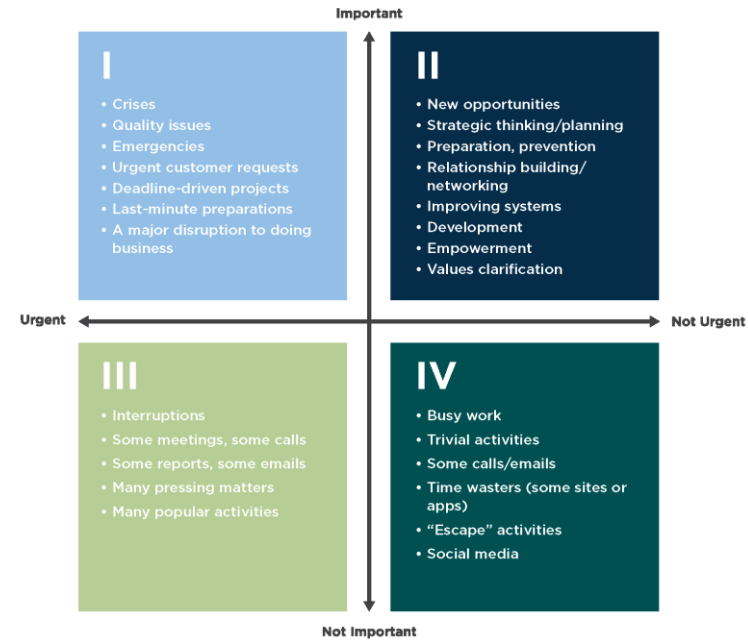 Important
I
• Crises
• Quality issues
• Emergencies
• Urgent customer requests
• Deadline-driven projects
• Last-minute preparations
• A major disruption to doing
business
II
• New opportunities
• Strategic thinking/planning
• Preparation, prevention
• Relationship building/
networking
• Improving systems
• Development
• Empowerment
• Values clarification
Urgent
Not Urgent
III
• Interruptions
• Some meetings, some calls
• Some reports, some emails
• Many pressing matters
• Many popular activities
IV
• Busy work
• Trivial activities
• Some calls/emails
• Time wasters (some sites or
apps)
• “Escape” activities
• Social media
Not Important